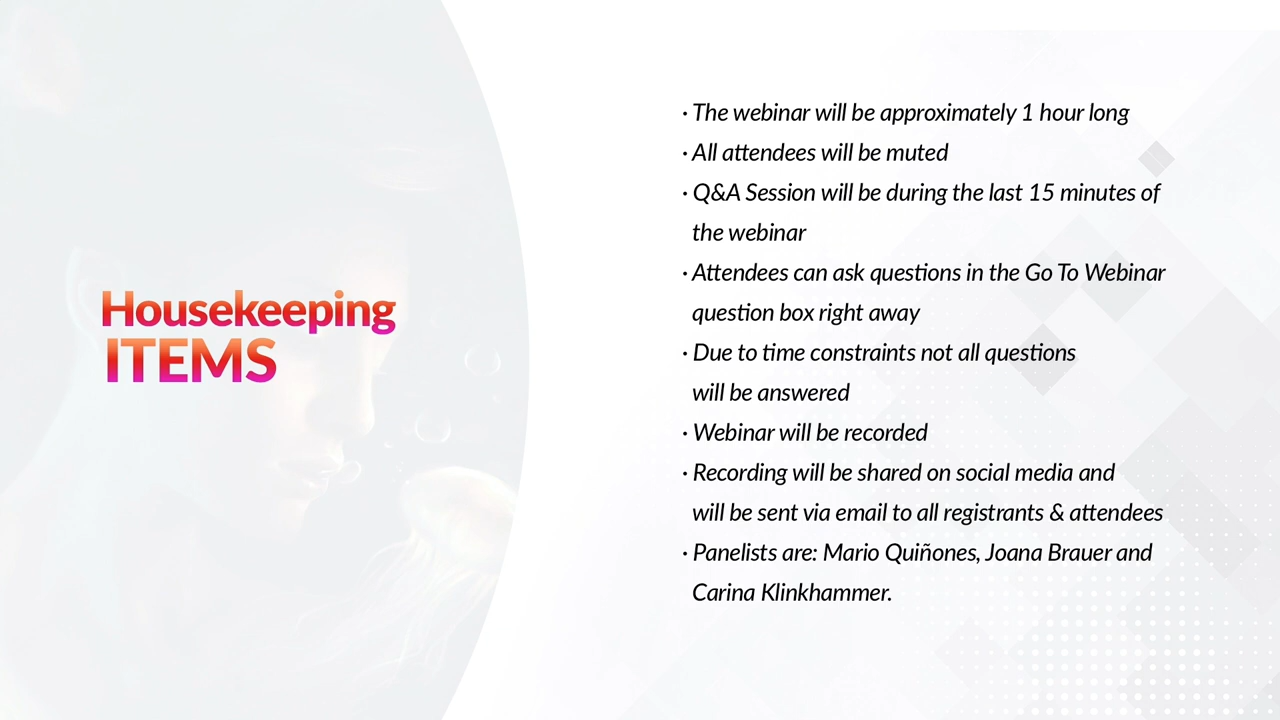 Housekeeping
ITEMS
· The webinar will be approximately 1 hour long
· All attendees will be muted
· Q&A Session will be during the last 15 minutes of
the webinar
· Attendees can ask questions in the Go To Webinar
question box right away
· Due to time constraints not all questions
will be answered
· Webinar will be recorded
· Recording will be shared on social media and
will be sent via email to all registrants & attendees
· Panelists are: Mario Quiñones, Joana Brauer and
Carina Klinkhammer.